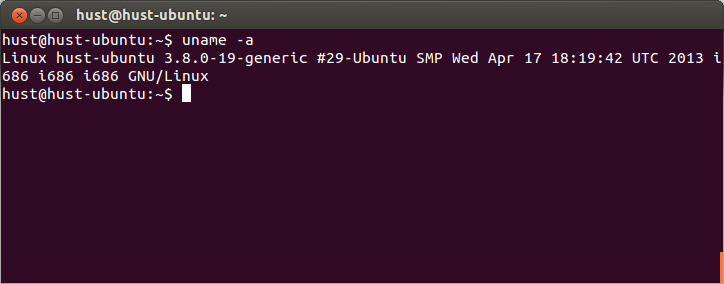 hust@hust-ubuntu: ~
hust@hust-ubuntu:~$ uname -a
Linux hust-ubuntu 3.8.0-19-generic #29-Ubuntu SMP Wed Apr 17 18:19:42 UTC 2013 i
686 i686 i686 GNU/Linux
hust@hust-ubuntu:~$